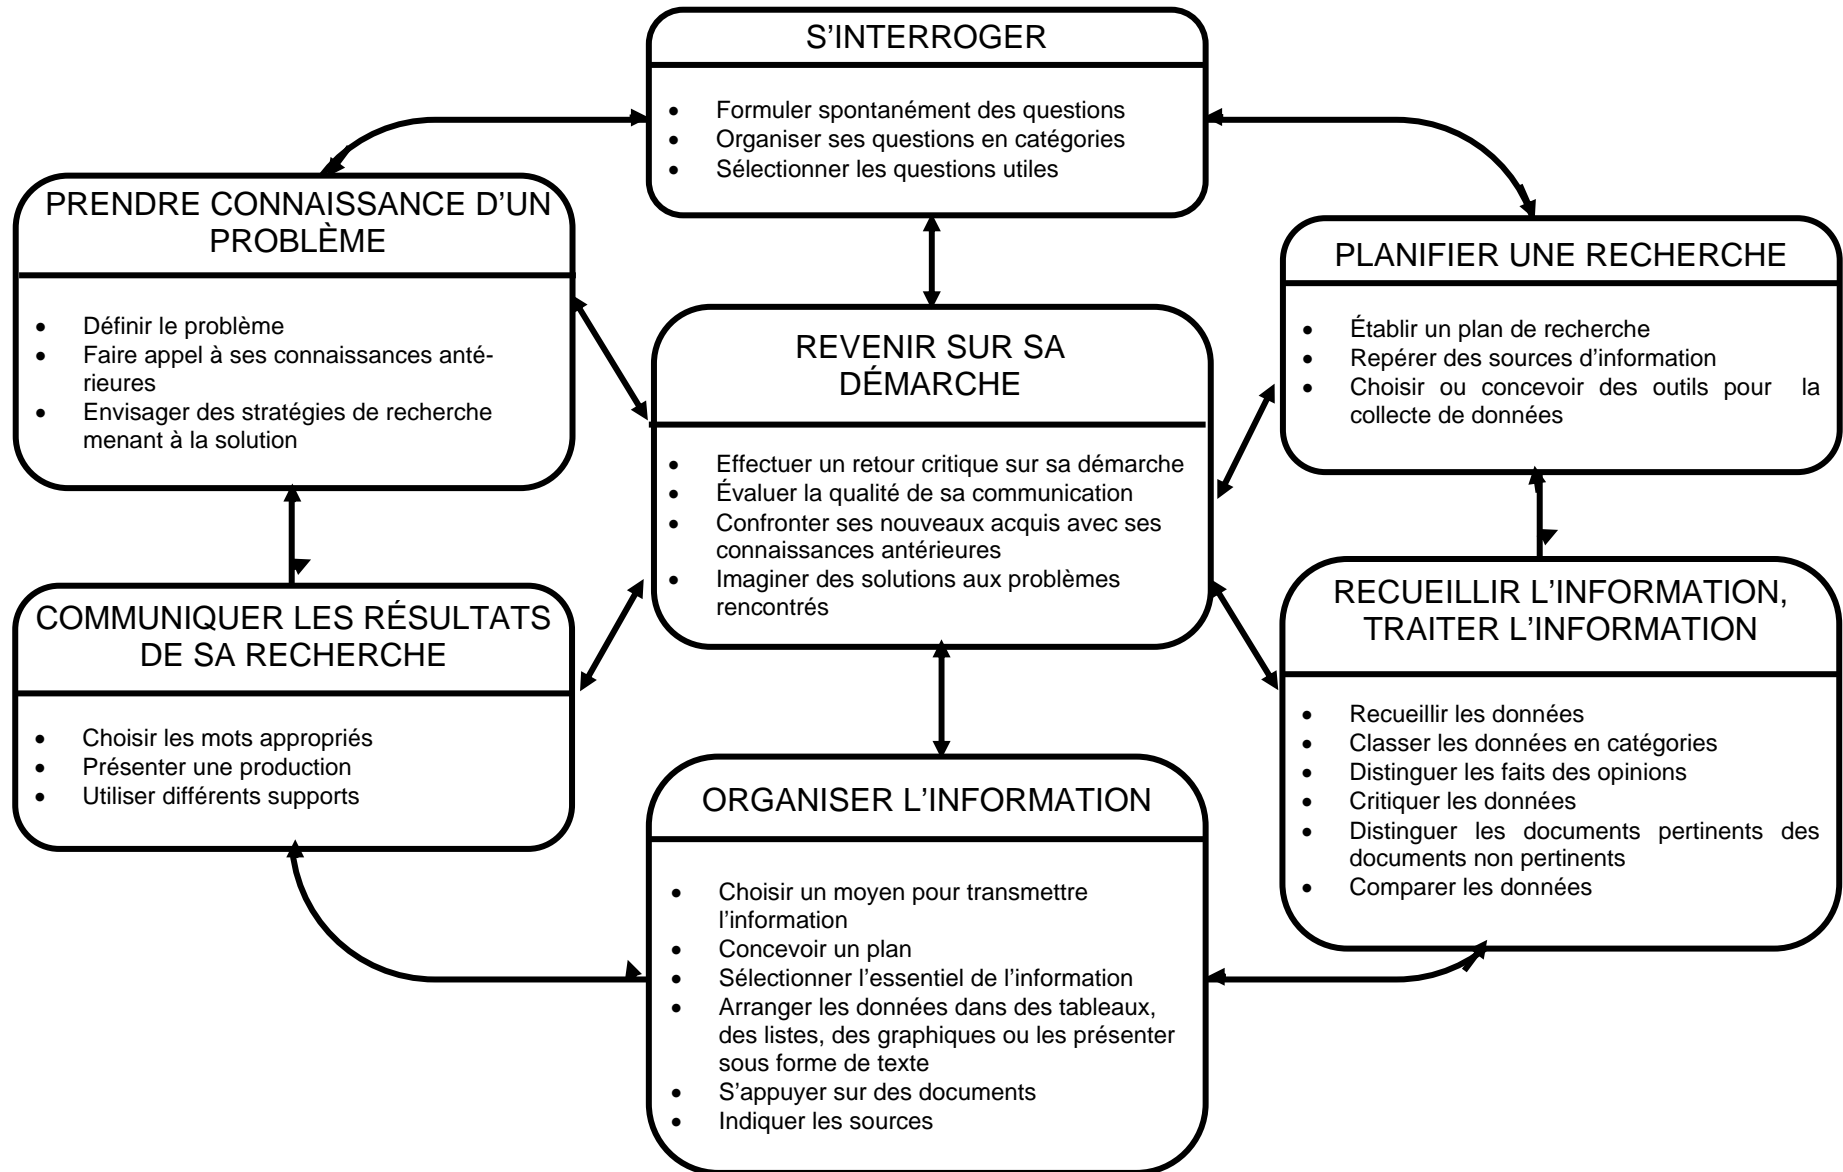 S’INTERROGER
• Formuler spontanément des questions
• Organiser ses questions en catégories
• Sélectionner les questions utiles
PRENDRE CONNAISSANCE D’UN
PROBLÈME
• Définir le problème
• Faire appel à ses connaissances anté-
rieures
• Envisager des stratégies de recherche
menant à la solution
PLANIFIER UNE RECHERCHE
• Établir un plan de recherche
• Repérer des sources d’information
• Choisir ou concevoir des outils pour la
collecte de données
REVENIR SUR SA
DÉMARCHE
• Effectuer un retour critique sur sa démarche
• Évaluer la qualité de sa communication
• Confronter ses nouveaux acquis avec ses
connaissances antérieures
• Imaginer des solutions aux problèmes
rencontrés
COMMUNIQUER LES RÉSULTATS
DE SA RECHERCHE
• Choisir les mots appropriés
• Présenter une production
• Utiliser différents supports
RECUEILLIR L’INFORMATION,
TRAITER L’INFORMATION
• Recueillir les données
• Classer les données en catégories
• Distinguer les faits des opinions
• Critiquer les données
• Distinguer les documents pertinents des
documents non pertinents
• Comparer les données
ORGANISER L’INFORMATION
• Choisir un moyen pour transmettre
l’information
• Concevoir un plan
• Sélectionner l’essentiel de l’information
• Arranger les données dans des tableaux,
des listes, des graphiques ou les présenter
sous forme de texte
• S’appuyer sur des documents
• Indiquer les sources